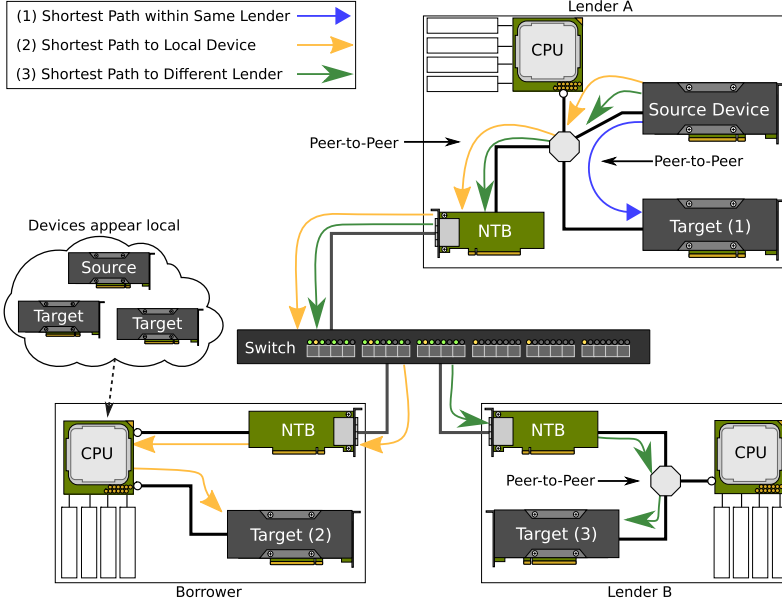 Lender A
(1) Shortest Path within Same Lender
(2) Shortest Path to Local Device
(3) Shortest Path to Different Lender
CPU
Source Device
Peer-to-Peer
Peer-to-Peer
Target (1)
NTB
Devices appear local
Source
Target
Target
Switch
NTB
NTB
CPU
CPU
Peer-to-Peer
Target (2)
Target (3)
Borrower
Lender B